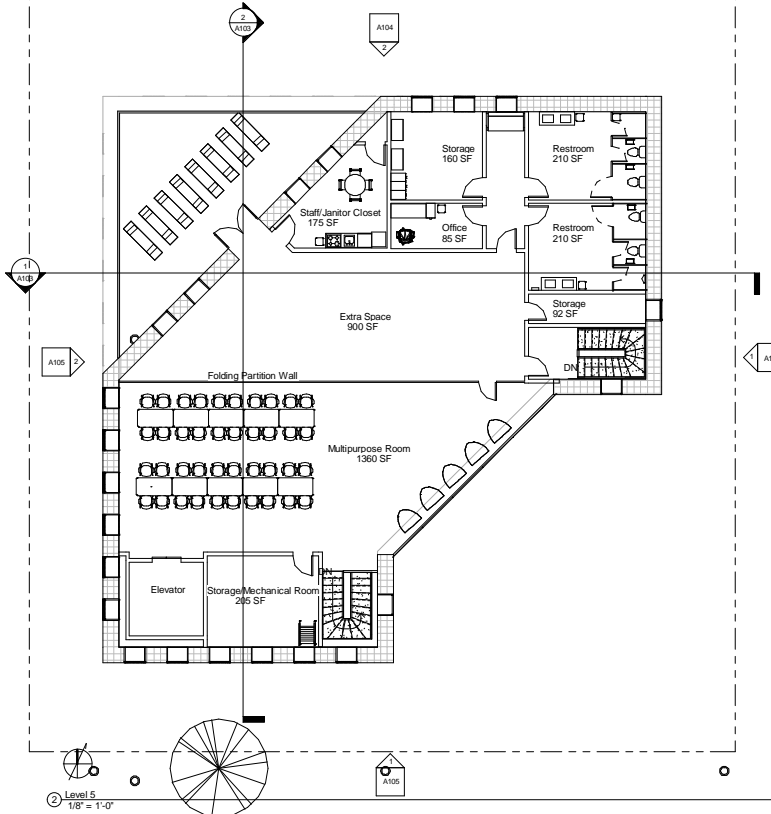 2
A103
A104
2
Storage
160 SF
Restroom
210 SF
Staff/Janitor Closet
175 SF
Office
85 SF
Restroom
210 SF
1
A103
Storage
92 SF
Extra Space
900 SF
A105
2
1
DN
Folding Partition Wall
Multipurpose Room
1360 SF
DN
Elevator
Storage/Mechanical Room
205 SF
1
A105
2
Level 5
1/8" = 1'-0"